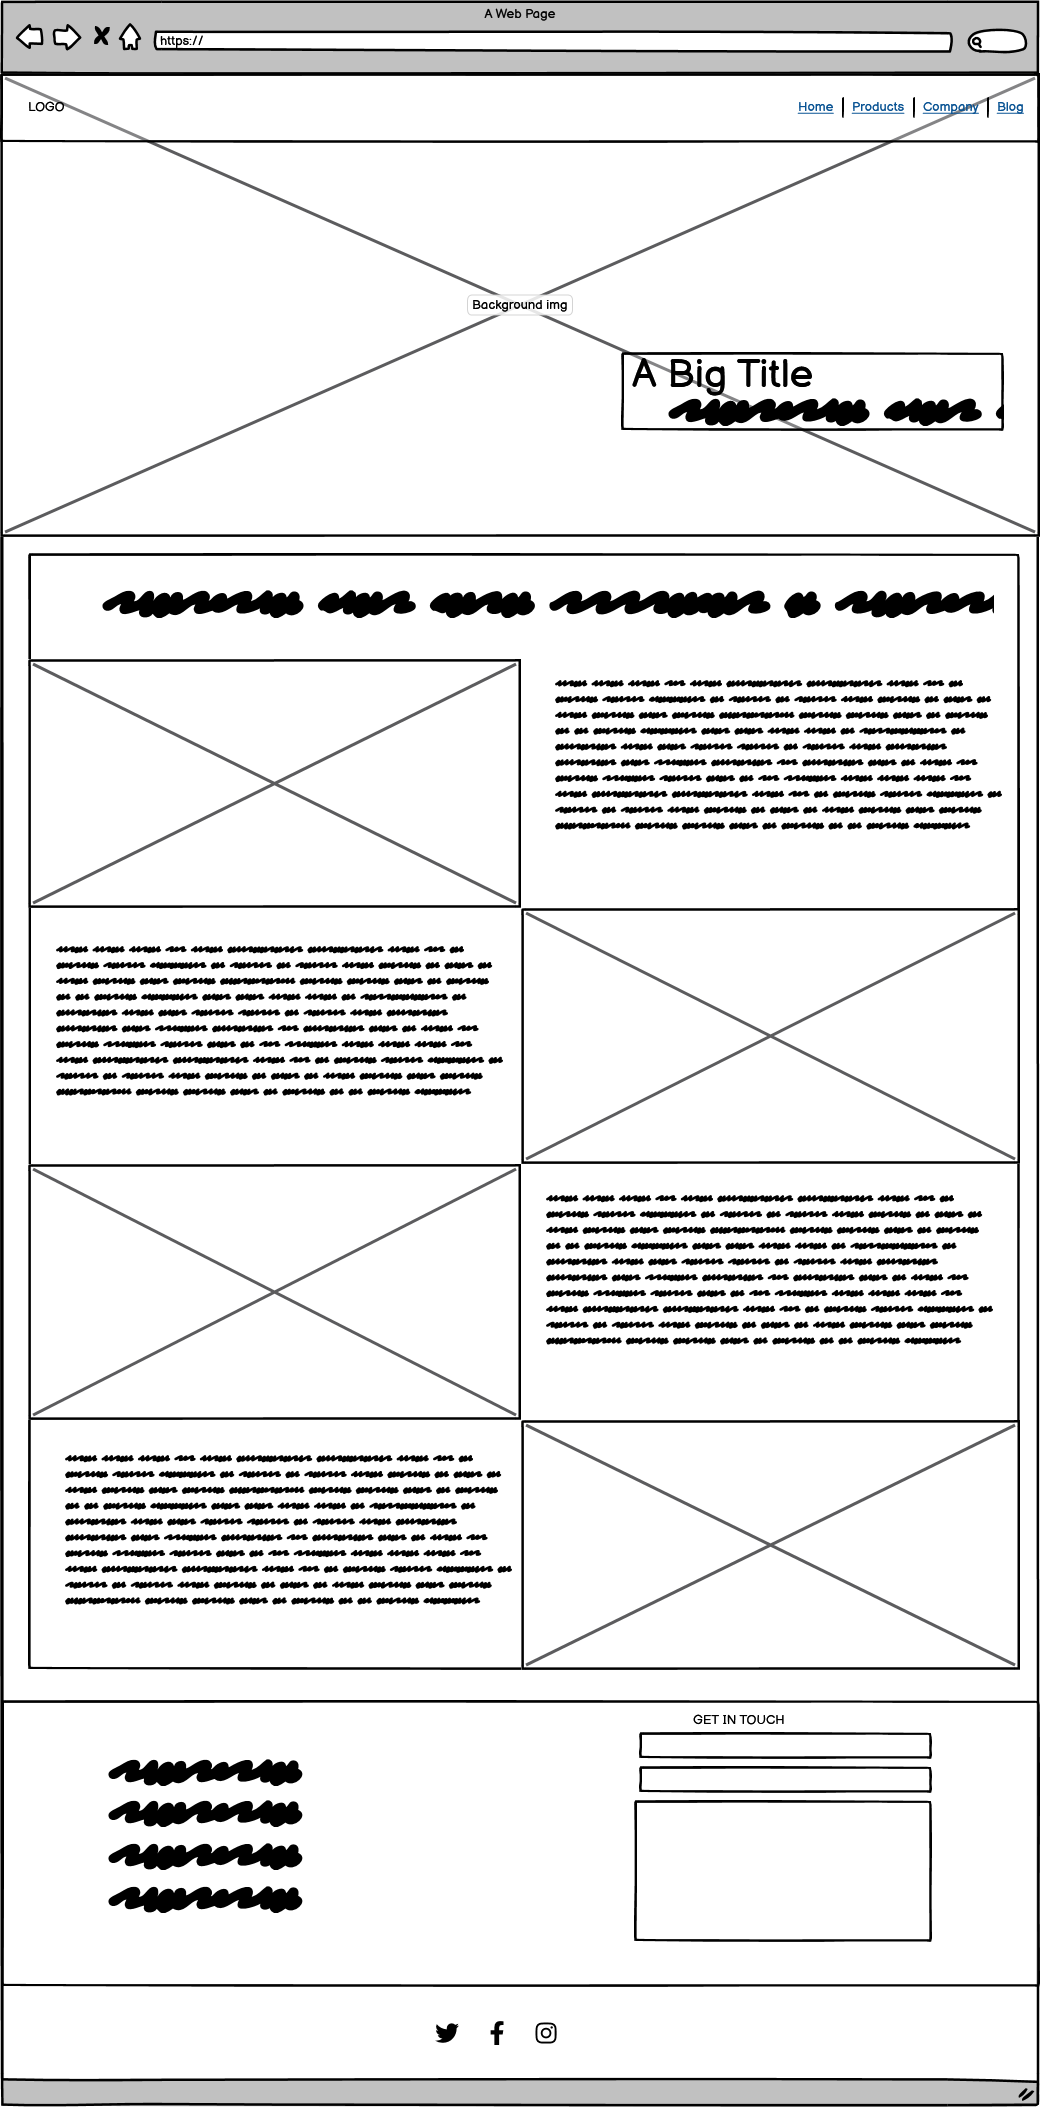 A Web Page
https://
LOGO
Home Products Company Blog
Background img
A Big Title
GET IN TOUCH